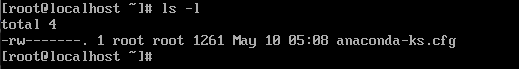 [root@localhost ~]# ls -l
total 4
-rw-------. 1 root root 1261 May 10 05:08 anaconda-ks.cfg
[root@localhost ~]#